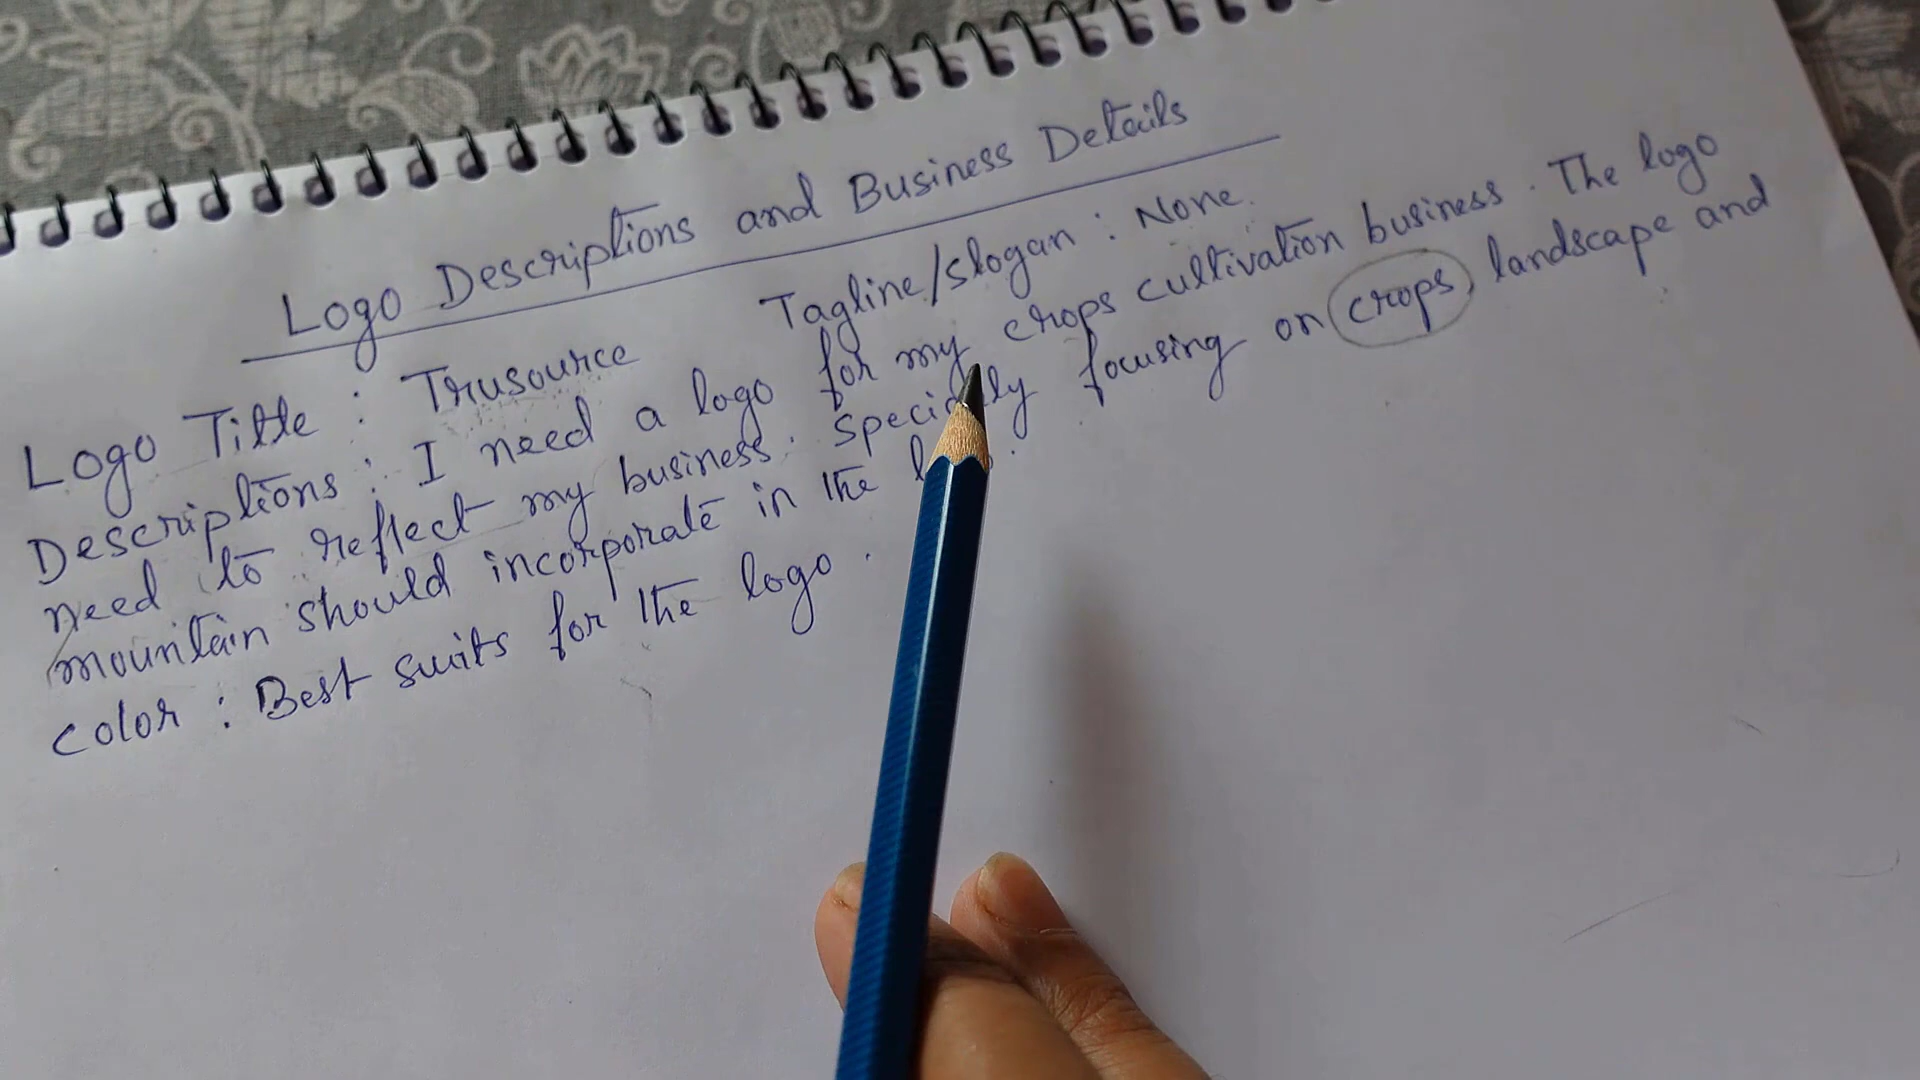 Logo Descriptions and Business Details
Logo Title : Trusource Tagline/slogan : None.
Descriptions : I need a logo for my crops cultivation business. The logo
need to reflect my business. Specially focusing on crops, landscape and
mountain should incorporate in the
color : Best suits for the logo.